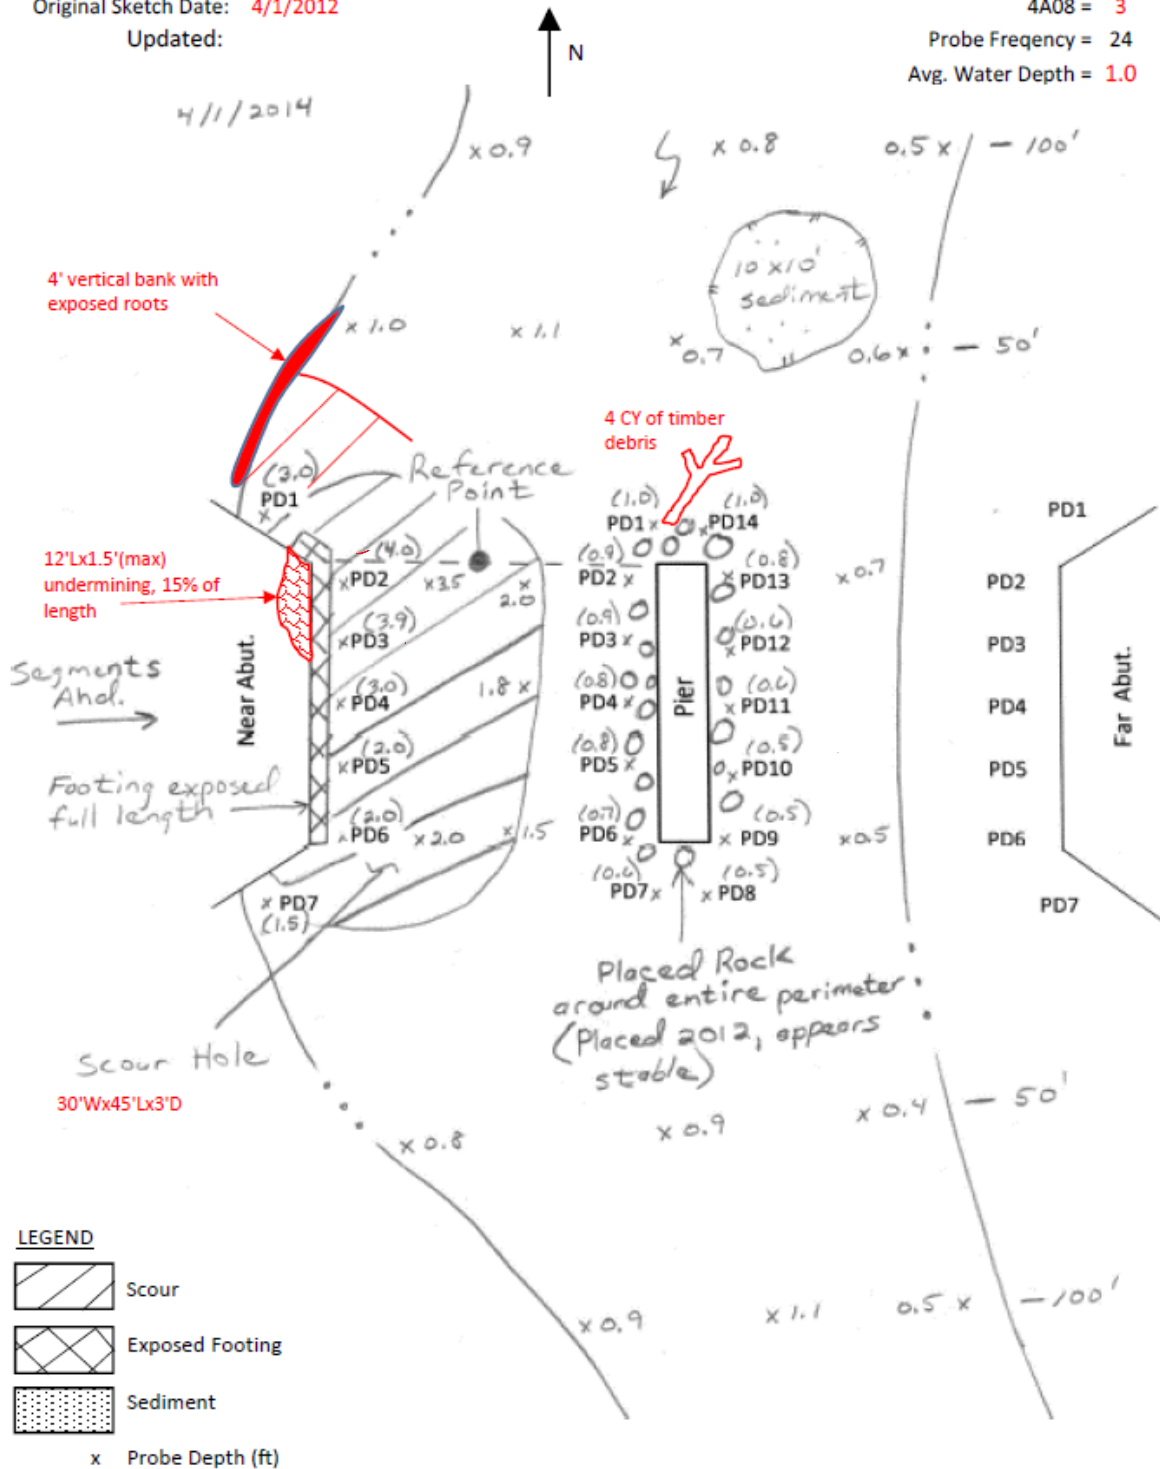 Original Sketch Date: 4/1/2012
4A08 = 3
Updated:
N
Probe Freqency = 24
Avg. Water Depth = 1.0
4/1/2014
x 0.9
x 0.8
0.5 x
— 100'
10 x10'
sediment
4' vertical bank with
exposed roots
x 1.0
x 1.1
x 0.7
0.6 x
— 50'
4 CY of timber
debris
(3.0)
PD1
x
Reference
Point
(1.0)
PD1 x
(1.0)
x PD14
PD1
12'Lx1.5'(max)
undermining, 15% of
length
(4.0)
x PD2
x3.5
x
2.0
(0.9)
PD2 x
(0.8)
x PD13
x 0.7
PD2
(3.9)
x PD3
(0.9)
PD3 x
(0.6)
x PD12
PD3
Near Abut.
Segments
Ahd.
(3.0)
x PD4
1.8 x
(0.8)
PD4 x
Pier
(0.6)
x PD11
PD4
Far Abut.
(2.0)
x PD5
(0.8)
PD5 x
(0.5)
x PD10
PD5
Footing exposed
full length
(2.0)
x PD6
x 2.0
x 1.5
(0.7)
PD6 x
(0.5)
x PD9
x 0.5
PD6
x PD7
(1.5)
(0.6)
PD7 x
(0.5)
x PD8
PD7
Placed Rock
around entire perimeter
(Placed 2012, appears
stable)
Scour Hole
30'Wx45'Lx3'D
x 0.8
x 0.9
x 0.4
— 50'
LEGEND
Scour
Exposed Footing
Sediment
x Probe Depth (ft)
x 0.9
x 1.1
0.5 x
— 100'